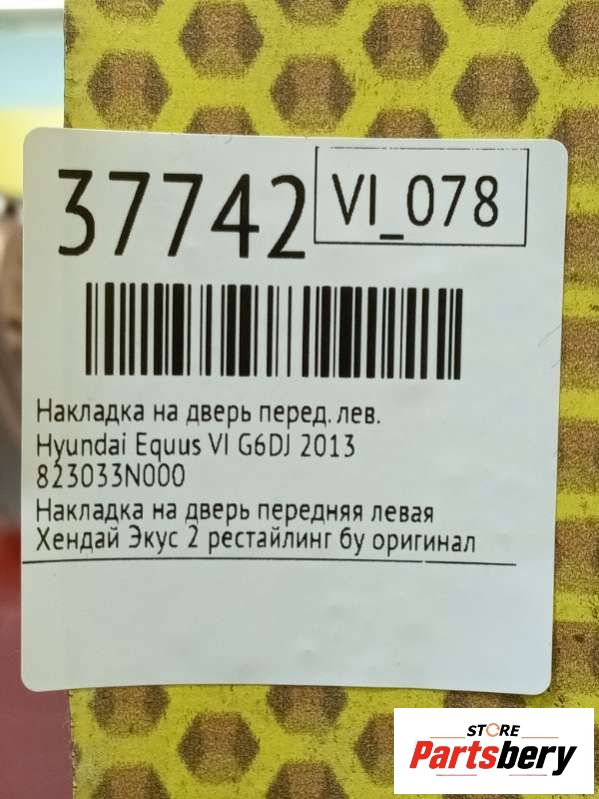 37742
VI_078
Накладка на дверь перед. лев.
Hyundai Equus VI G6DJ 2013
823033N000
Накладка на дверь передняя левая
Хендай Экус 2 рестайлинг бу оригинал
STORE
Partsbery